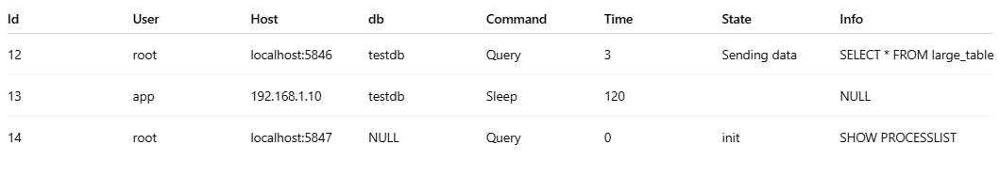 Id User Host db Command Time State Info
12 root localhost:5846 testdb Query 3 Sending data SELECT * FROM large_table
13 app 192.168.1.10 testdb Sleep 120 NULL
14 root localhost:5847 NULL Query 0 init SHOW PROCESSLIST